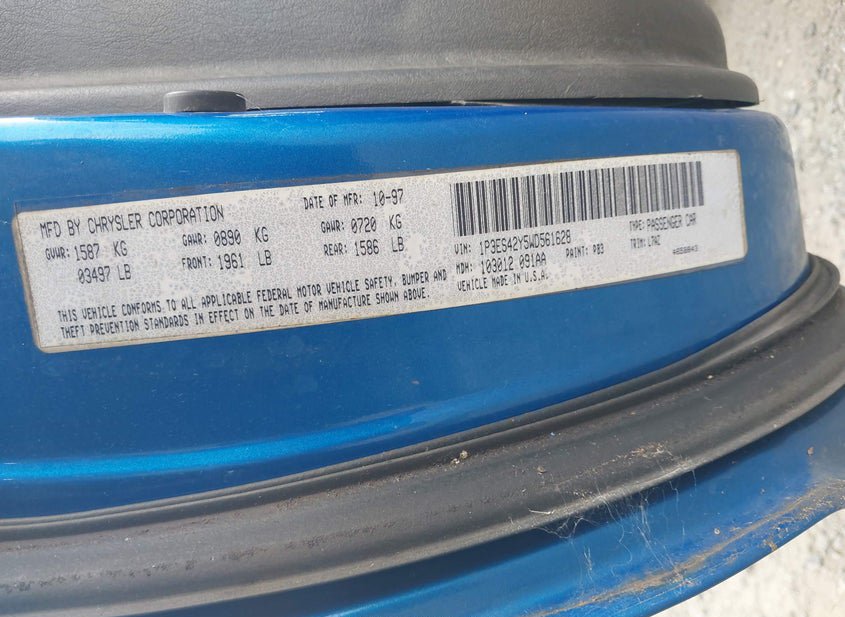 MFD BY CHRYSLER CORPORATION DATE OF MFR: 10-97
GVWR: 1587 KG GAWR: 0890 KG GAWR: 0720 KG
03497 LB FRONT: 1961 LB REAR: 1586 LB
THIS VEHICLE CONFORMS TO ALL APPLICABLE FEDERAL MOTOR VEHICLE SAFETY, BUMPER AND
THEFT PREVENTION STANDARDS IN EFFECT ON THE DATE OF MANUFACTURE SHOWN ABOVE.
VIN: 1P3ES42Y5WD561628 TYPE: PASSENGER CAR
MDH: 103012 091AA PAINT: PB3 TRIM: L7AZ
VEHICLE MADE IN U.S.A. 4658843